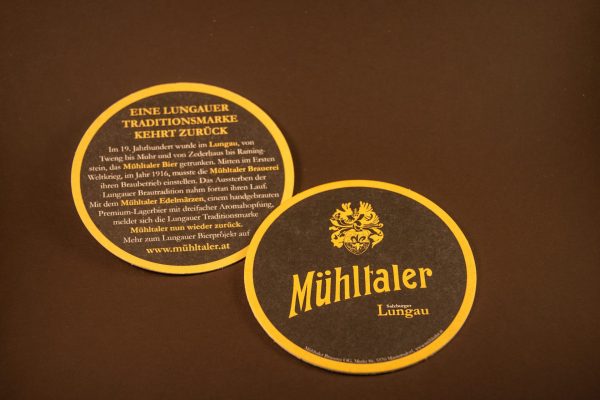 EINE LUNGAUER
TRADITIONSMARKE
KEHRT ZURÜCK
Im 19. Jahrhundert wurde im Lungau, von
Tweng bis Muhr und von Zederhaus bis Raming-
stein, das Mühltaler Bier getrunken. Mitten im Ersten
Weltkrieg, im Jahr 1916, musste die Mühltaler Brauerei
ihren Braubetrieb einstellen. Das Aussterben der
Lungauer Brautradition nahm fortan ihren Lauf.
Mit dem Mühltaler Edelmärzen, einem handgebrauten
Premium-Lagerbier mit dreifacher Aromahopfung,
meldet sich die Lungauer Traditionsmarke
Mühltaler nun wieder zurück.
Mehr zum Lungauer Bierprojekt auf
www.mühltaler.at
Mühltaler
Salzburger
Lungau
Mühltaler Brauerei